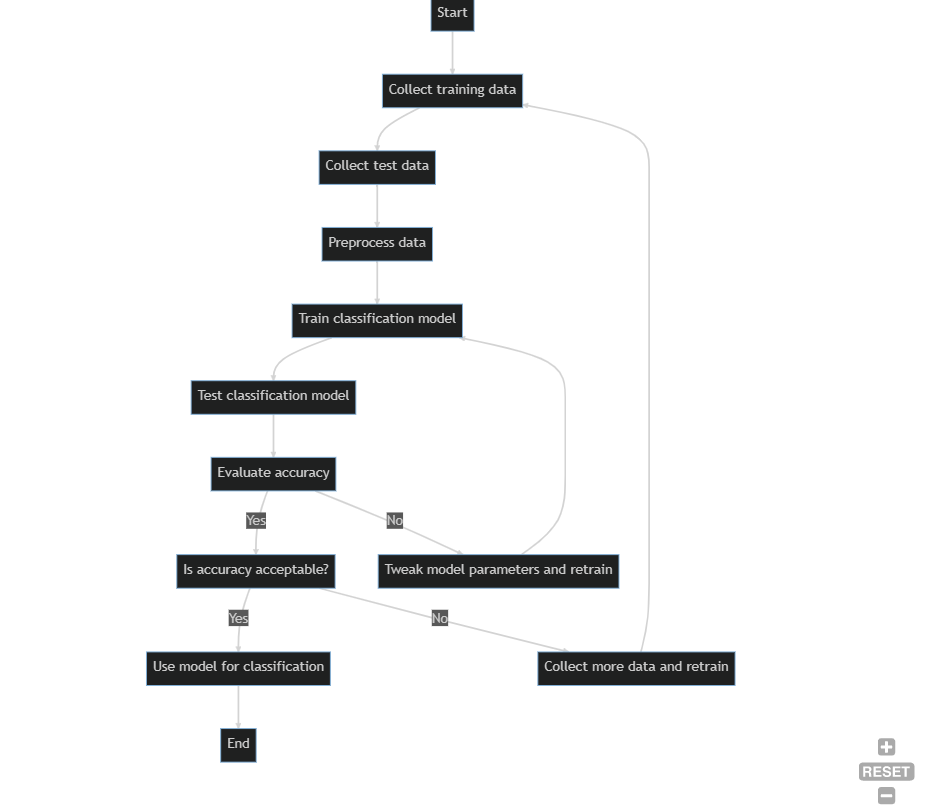 Start
Collect training data
Collect test data
Preprocess data
Train classification model
Test classification model
Evaluate accuracy
Yes
No
Is accuracy acceptable?
Tweak model parameters and retrain
Yes
No
Use model for classification
Collect more data and retrain
End
RESET